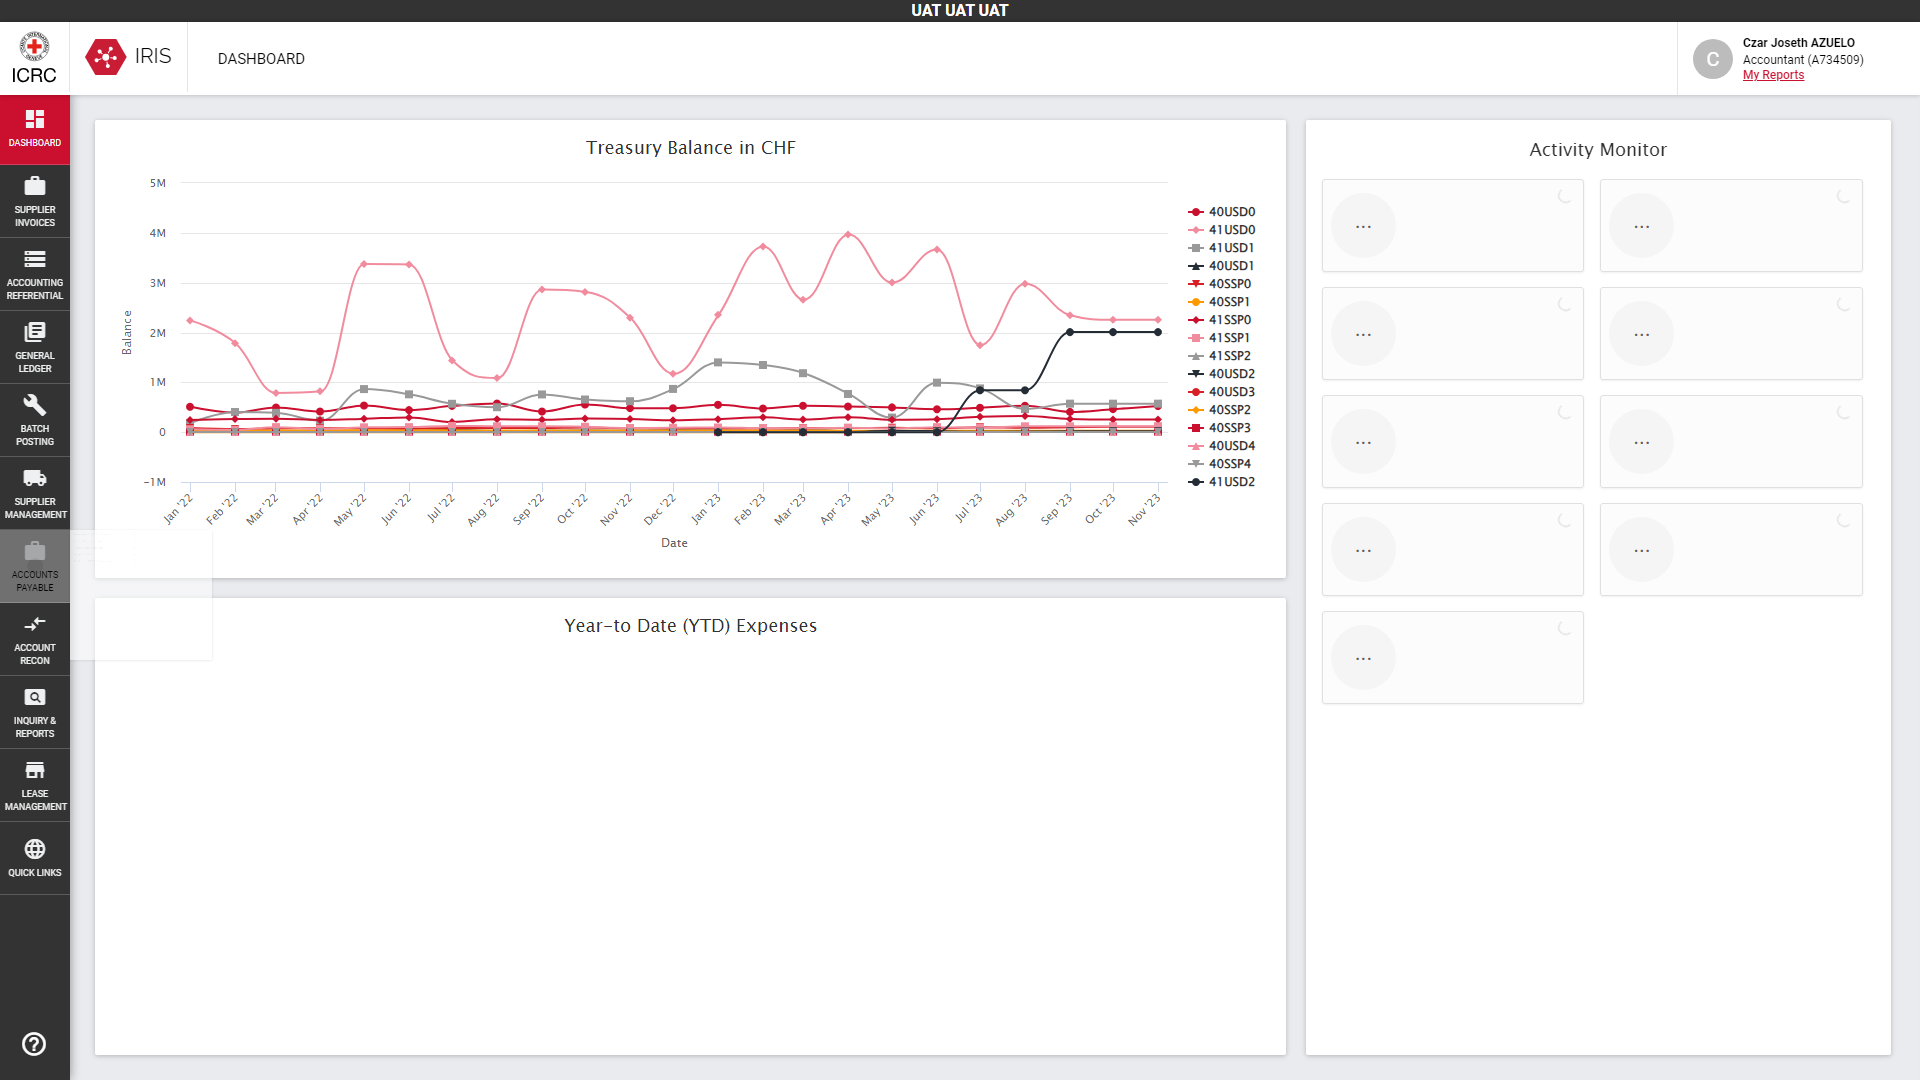 UAT UAT UAT
ICRC
IRIS
DASHBOARD
C
Czar Joseth AZUELO
Accountant (A734509)
My Reports
DASHBOARD
SUPPLIER
INVOICES
ACCOUNTING
REFERENTIAL
GENERAL
LEDGER
BATCH
POSTING
SUPPLIER
MANAGEMENT
ACCOUNTS
PAYABLE
ACCOUNT
RECON
INQUIRY &
REPORTS
LEASE
MANAGEMENT
QUICK LINKS
Treasury Balance in CHF
5M
4M
3M
2M
1M
0
-1M
Balance
Jan '22
Feb '22
Mar '22
Apr '22
May '22
Jun '22
Jul '22
Aug '22
Sep '22
Oct '22
Nov '22
Dec '22
Jan '23
Feb '23
Mar '23
Apr '23
May '23
Jun '23
Jul '23
Aug '23
Sep '23
Oct '23
Nov '23
Date
40USD0
41USD0
41USD1
40USD1
40SSP0
40SSP1
41SSP0
41SSP1
41SSP2
40USD2
40USD3
40SSP2
40SSP3
40USD4
40SSP4
41USD2
Year-to Date (YTD) Expenses
Activity Monitor
...
...
...
...
...
...
...
...
...